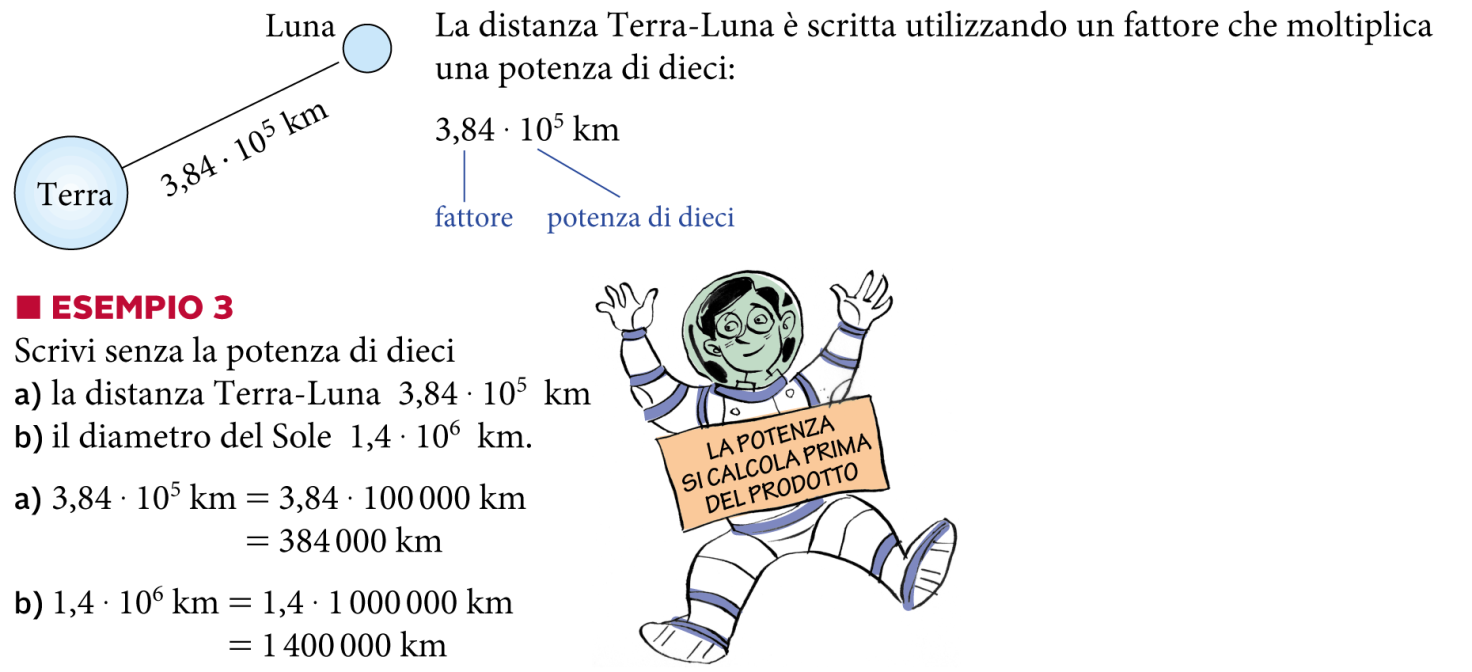 Luna
Terra
3,84 · 10⁵ km
La distanza Terra-Luna è scritta utilizzando un fattore che moltiplica
una potenza di dieci:
3,84 · 10⁵ km
fattore potenza di dieci
ESEMPIO 3
Scrivi senza la potenza di dieci
a) la distanza Terra-Luna 3,84 · 10⁵ km
b) il diametro del Sole 1,4 · 10⁶ km.
a) 3,84 · 10⁵ km = 3,84 · 100 000 km
= 384 000 km
b) 1,4 · 10⁶ km = 1,4 · 1 000 000 km
= 1 400 000 km
LA POTENZA
SI CALCOLA PRIMA
DEL PRODOTTO